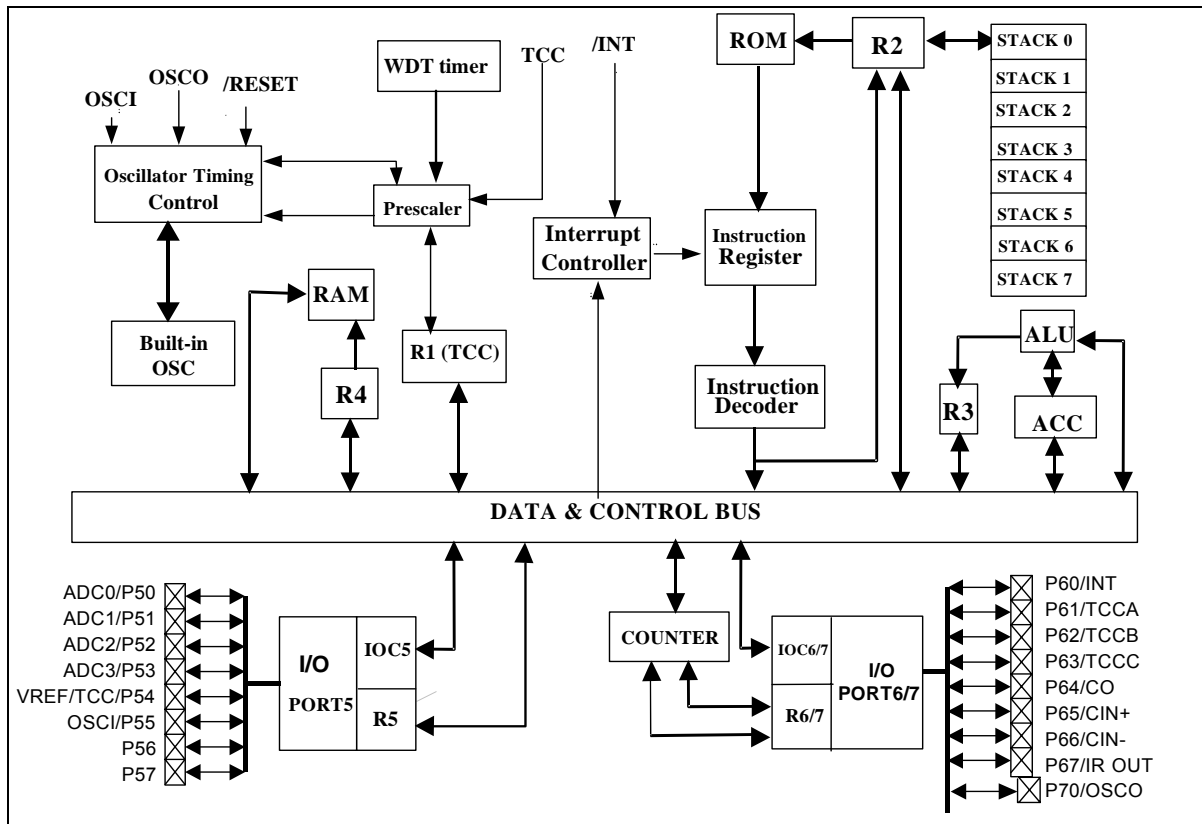 OSCI
OSCO
/RESET
WDT timer
TCC
/INT
ROM
R2
STACK 0
STACK 1
STACK 2
STACK 3
STACK 4
STACK 5
STACK 6
STACK 7
Oscillator Timing
Control
Prescaler
Interrupt
Controller
Instruction
Register
RAM
Built-in
OSC
R1 (TCC)
R4
Instruction
Decoder
ALU
R3
ACC
DATA & CONTROL BUS
ADC0/P50
ADC1/P51
ADC2/P52
ADC3/P53
VREF/TCC/P54
OSCI/P55
P56
P57
I/O
PORT5
IOC5
R5
COUNTER
IOC6/7
R6/7
I/O
PORT6/7
P60/INT
P61/TCCA
P62/TCCB
P63/TCCC
P64/CO
P65/CIN+
P66/CIN-
P67/IR OUT
P70/OSCO